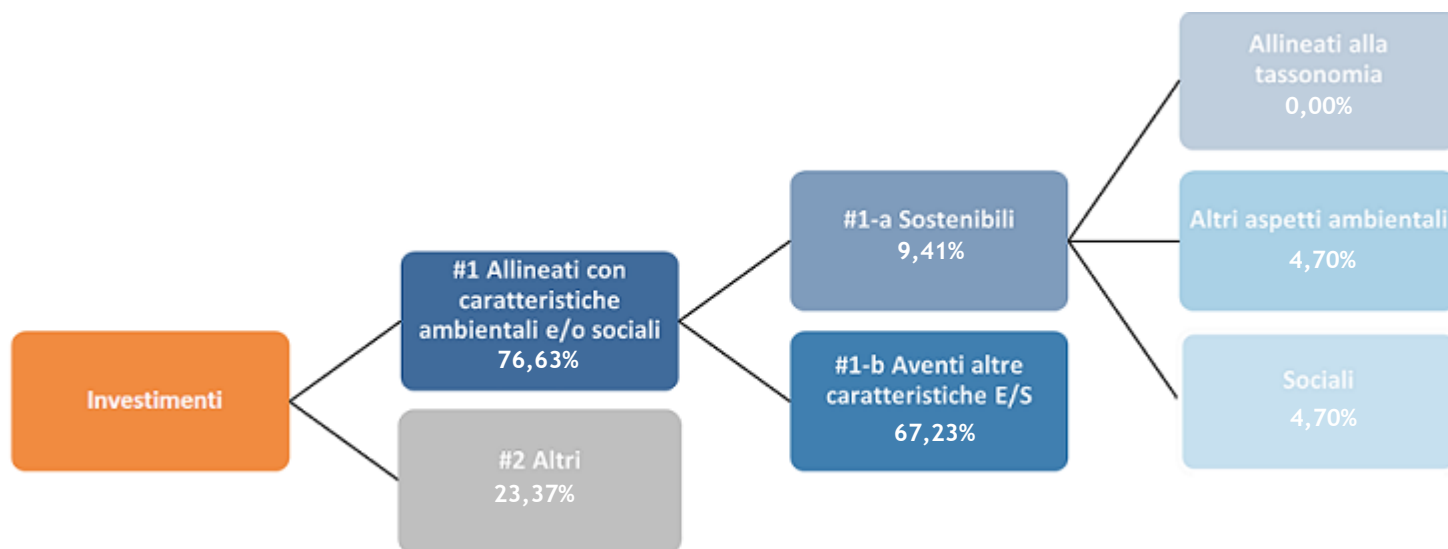 Investimenti
#1 Allineati con
caratteristiche
ambientali e/o sociali
76,63%
#2 Altri
23,37%
#1-a Sostenibili
9,41%
#1-b Aventi altre
caratteristiche E/S
67,23%
Allineati alla
tassonomia
0,00%
Altri aspetti ambientali
4,70%
Sociali
4,70%